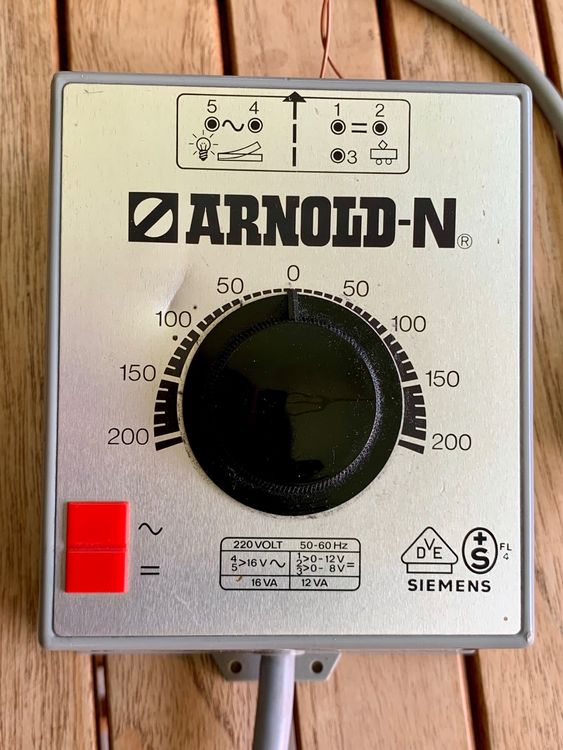 5 ~ 4 1 = 2
3
ARNOLD-N ®
0
50 50
100 100
150 150
200 200
~
=
220 VOLT 50-60 Hz
4 5 >16 V ~ 1 2 >0-12 V =
2 3 >0- 8 V
16 VA 12 VA
DVE +S FL 4
SIEMENS